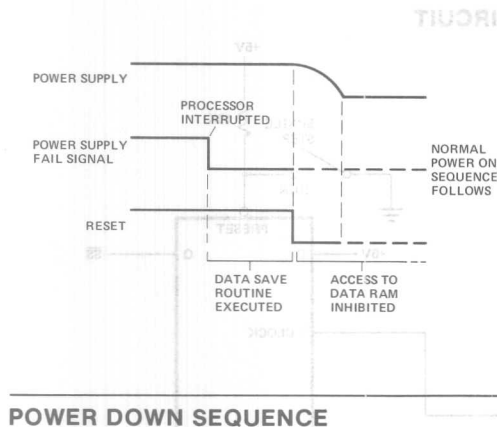 POWER SUPPLY
PROCESSOR
INTERRUPTED
POWER SUPPLY
FAIL SIGNAL
NORMAL
POWER ON
SEQUENCE
FOLLOWS
RESET
DATA SAVE
ROUTINE
EXECUTED
ACCESS TO
DATA RAM
INHIBITED
POWER DOWN SEQUENCE